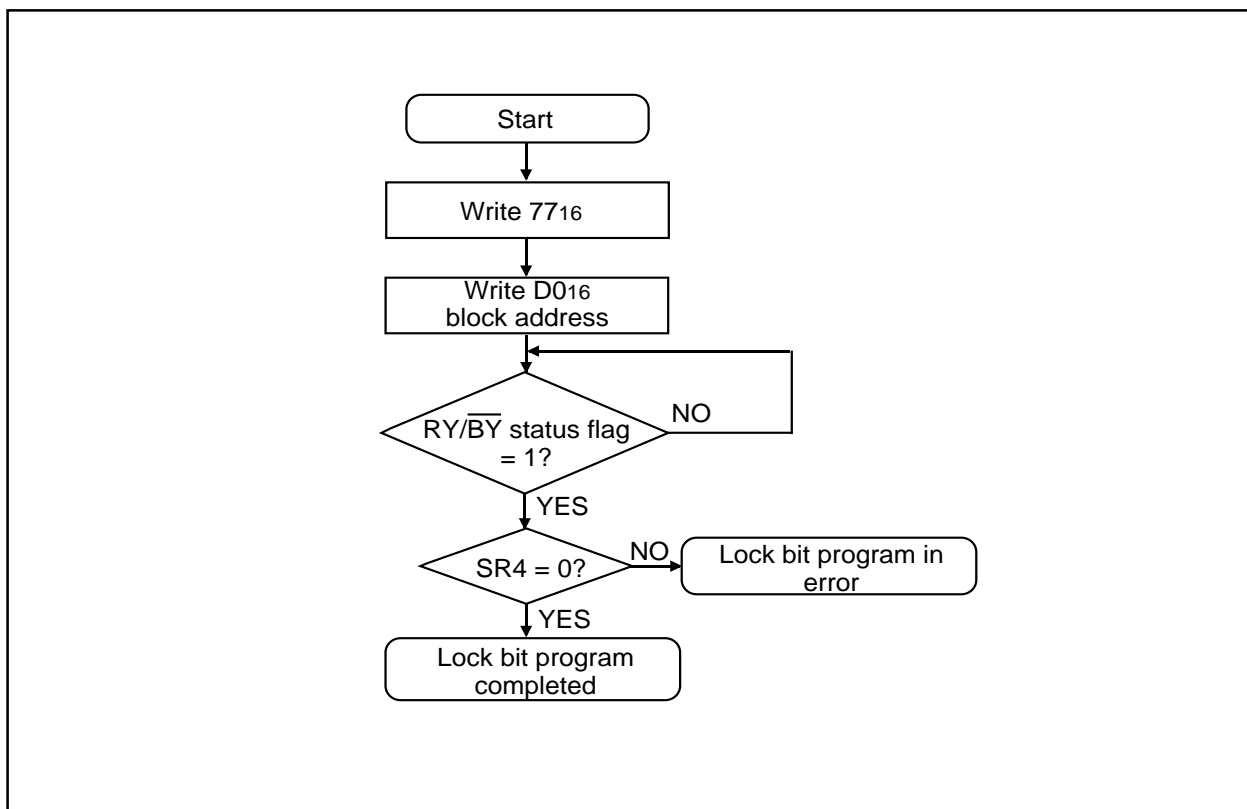 Start
Write 7716
Write D016
block address
NO
RY/B̅Y̅ status flag
= 1?
YES
SR4 = 0?
NO
Lock bit program in
error
YES
Lock bit program
completed